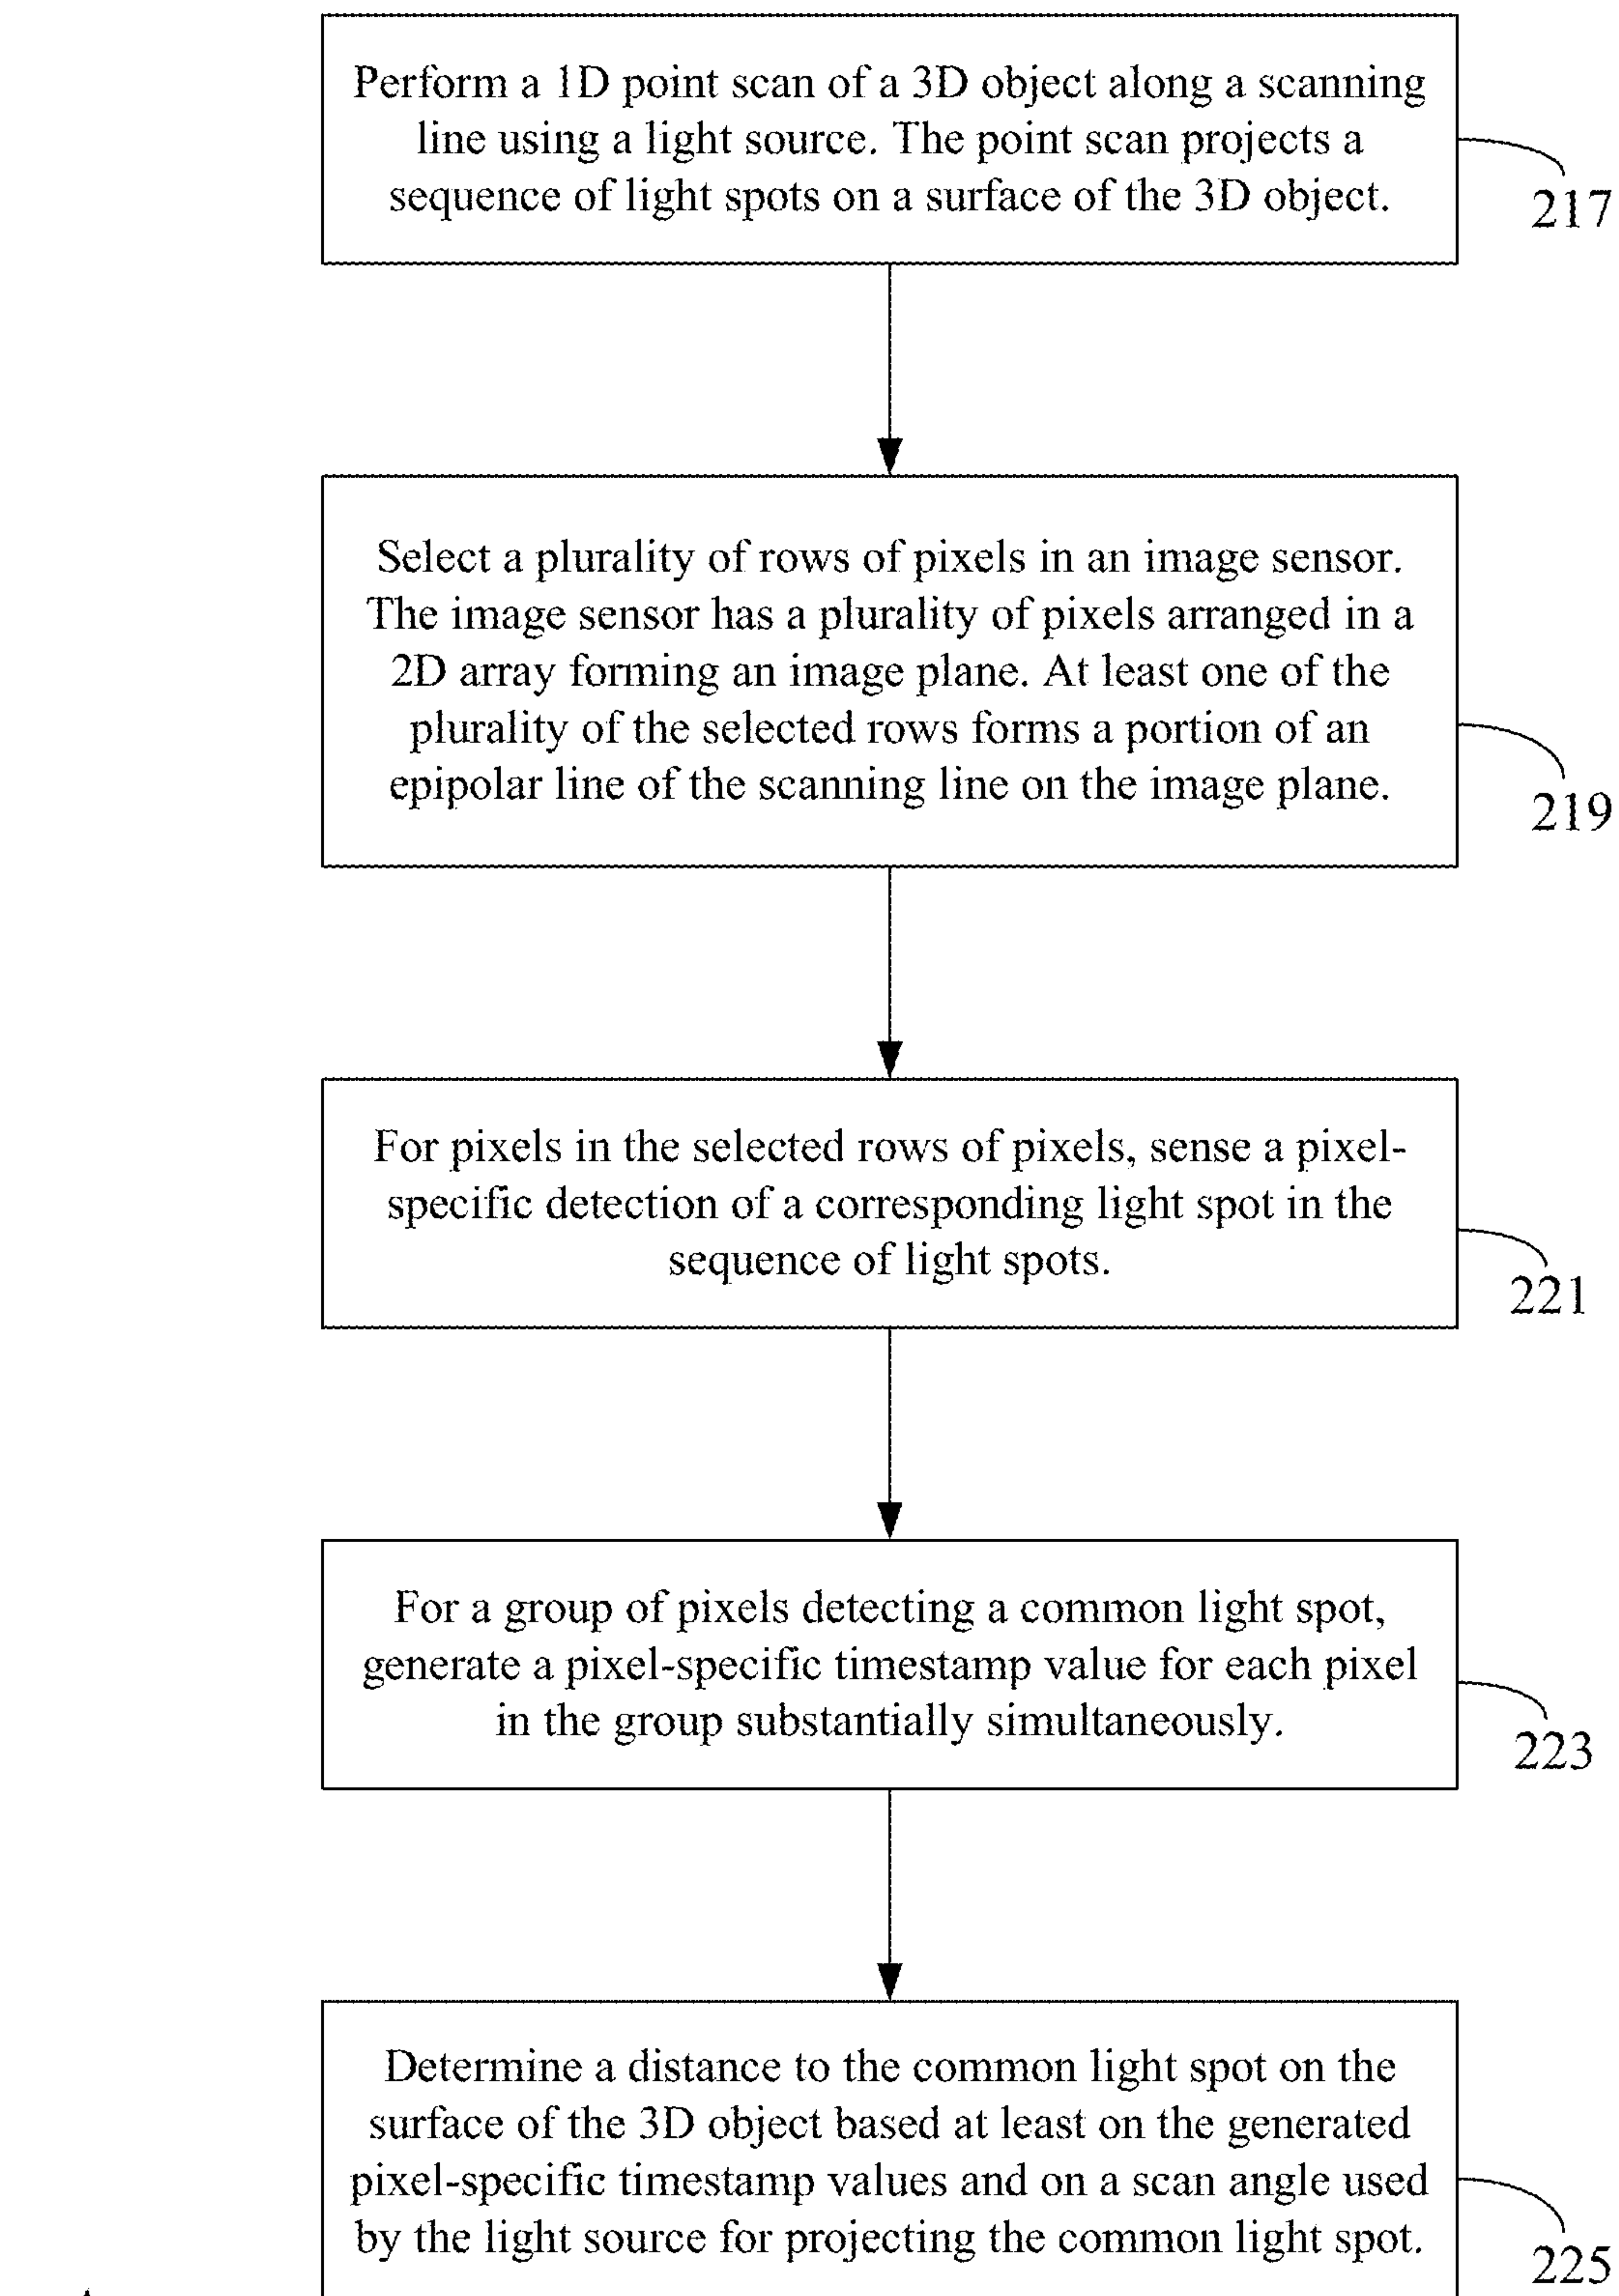 Perform a 1D point scan of a 3D object along a scanning
line using a light source. The point scan projects a
sequence of light spots on a surface of the 3D object.
217
Select a plurality of rows of pixels in an image sensor.
The image sensor has a plurality of pixels arranged in a
2D array forming an image plane. At least one of the
plurality of the selected rows forms a portion of an
epipolar line of the scanning line on the image plane.
219
For pixels in the selected rows of pixels, sense a pixel-
specific detection of a corresponding light spot in the
sequence of light spots.
221
For a group of pixels detecting a common light spot,
generate a pixel-specific timestamp value for each pixel
in the group substantially simultaneously.
223
Determine a distance to the common light spot on the
surface of the 3D object based at least on the generated
pixel-specific timestamp values and on a scan angle used
by the light source for projecting the common light spot.
225